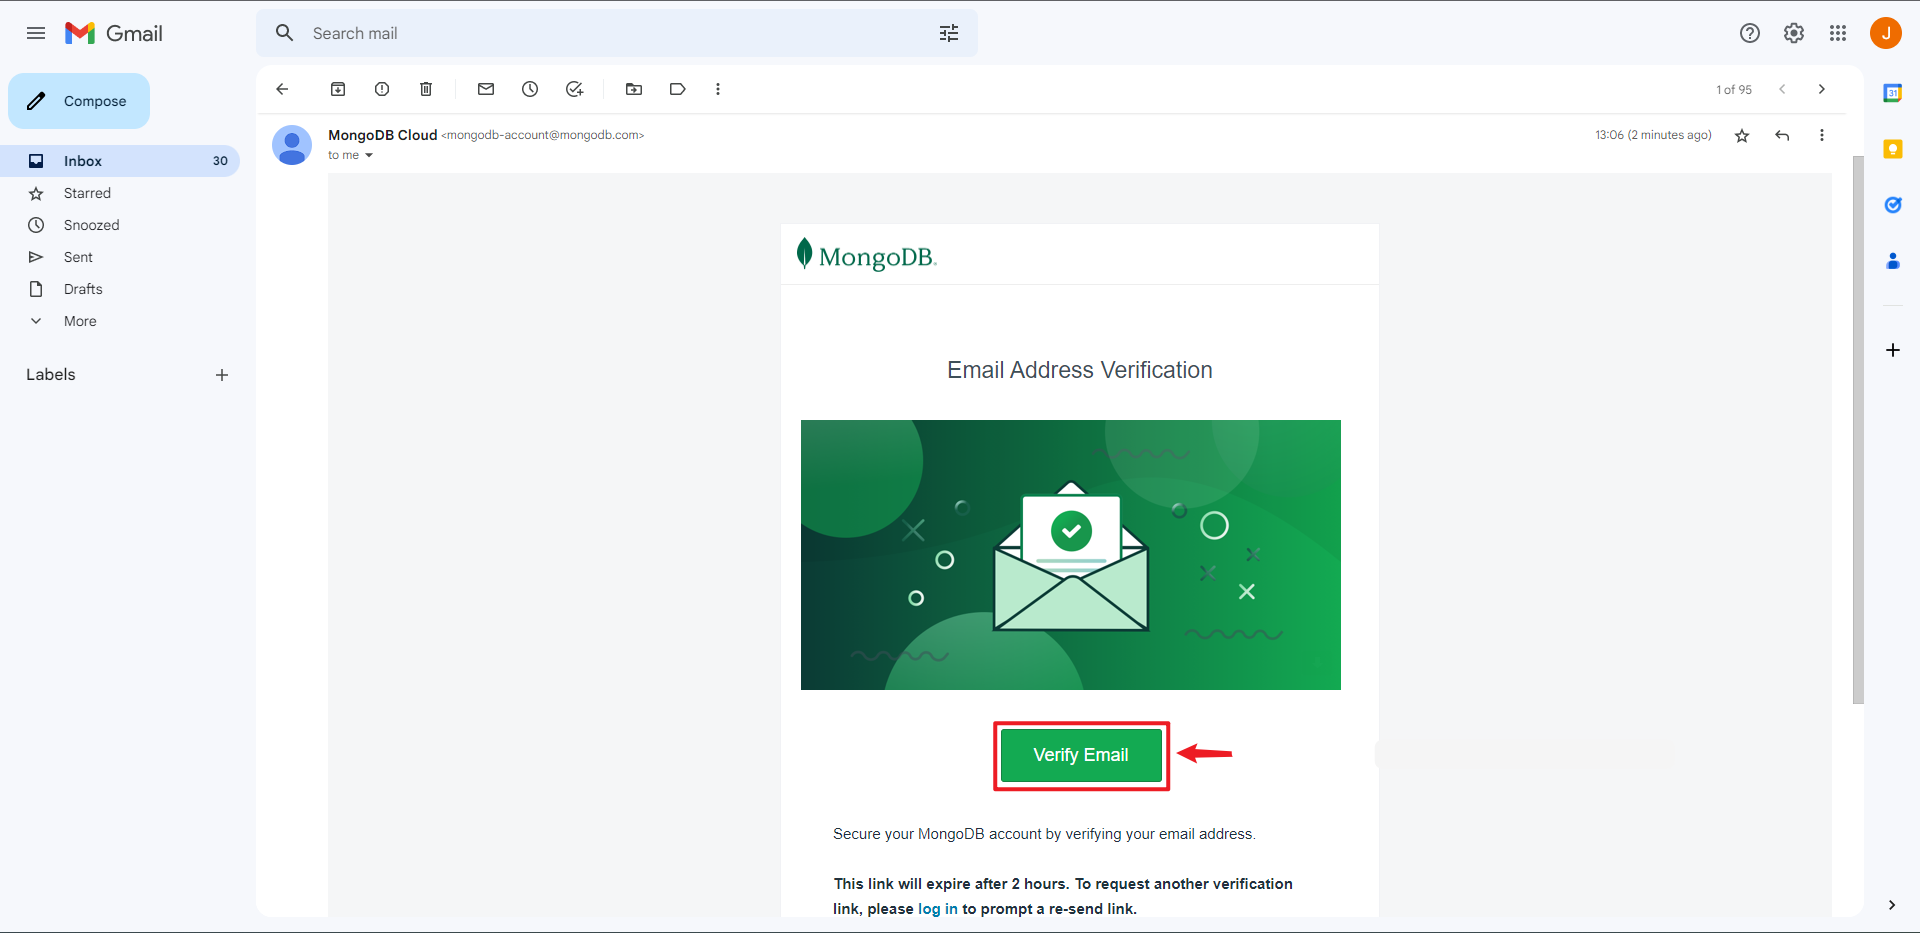 Gmail
Search mail
J
Compose
1 of 95
31
MongoDB Cloud <mongodb-account@mongodb.com>
13:06 (2 minutes ago)
to me
Inbox 30
Starred
Snoozed
Sent
Drafts
More
Labels
MongoDB.
Email Address Verification
Verify Email
Secure your MongoDB account by verifying your email address.
This link will expire after 2 hours. To request another verification
link, please log in to prompt a re-send link.